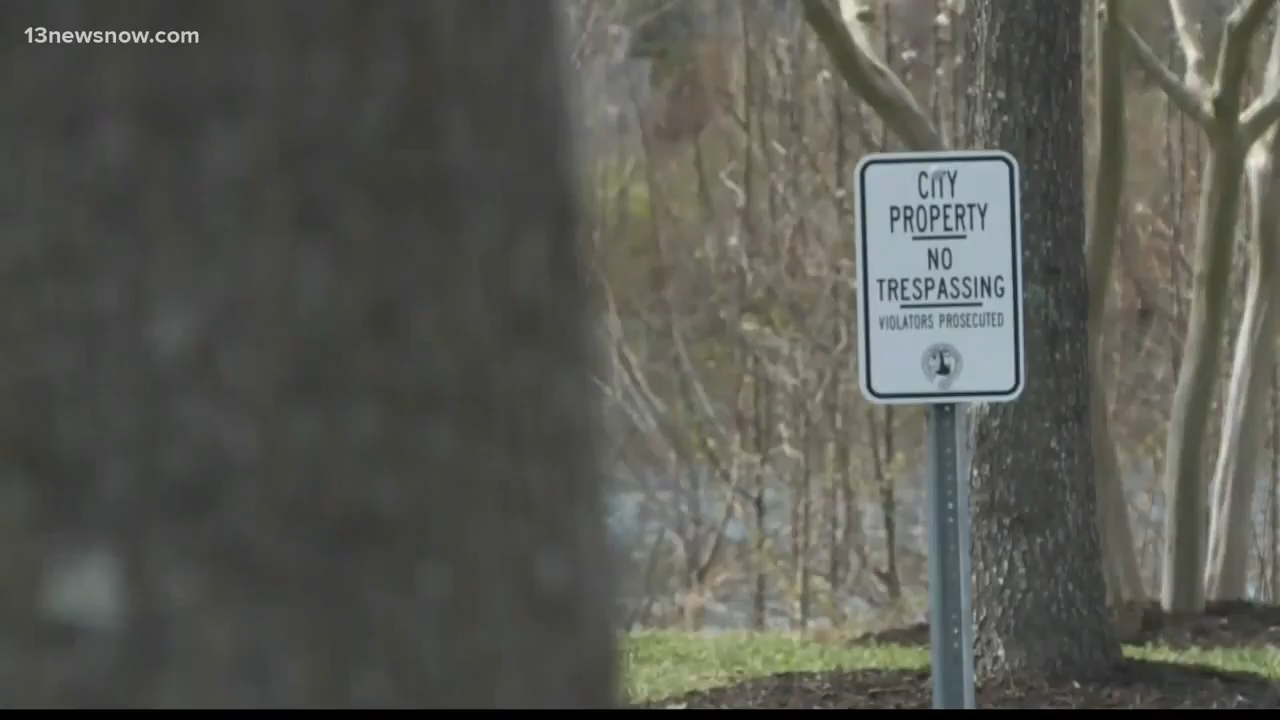 13newsnow.com
CITY
PROPERTY
NO
TRESPASSING
VIOLATORS PROSECUTED